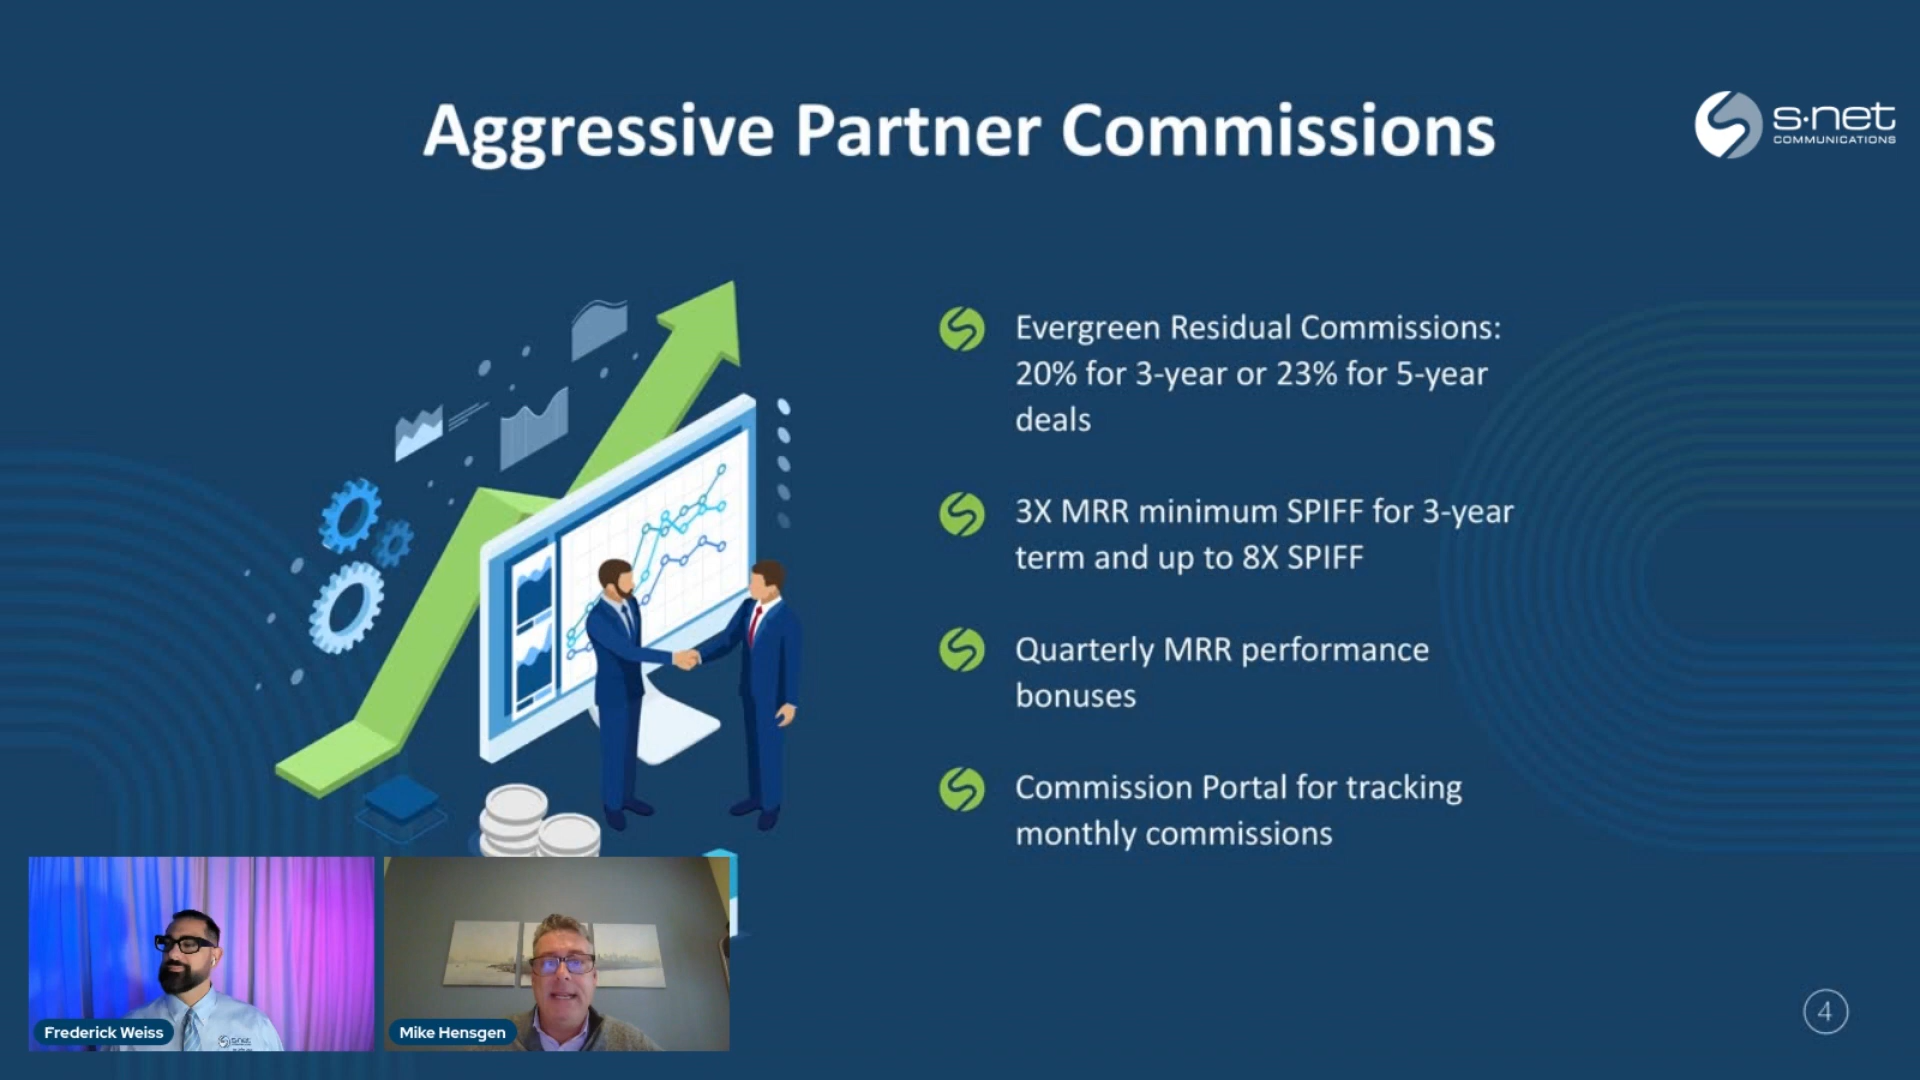 Aggressive Partner Commissions
s·net
COMMUNICATIONS
Evergreen Residual Commissions:
20% for 3-year or 23% for 5-year
deals
3X MRR minimum SPIFF for 3-year
term and up to 8X SPIFF
Quarterly MRR performance
bonuses
Commission Portal for tracking
monthly commissions
Frederick Weiss
s·net
Mike Hensgen
4